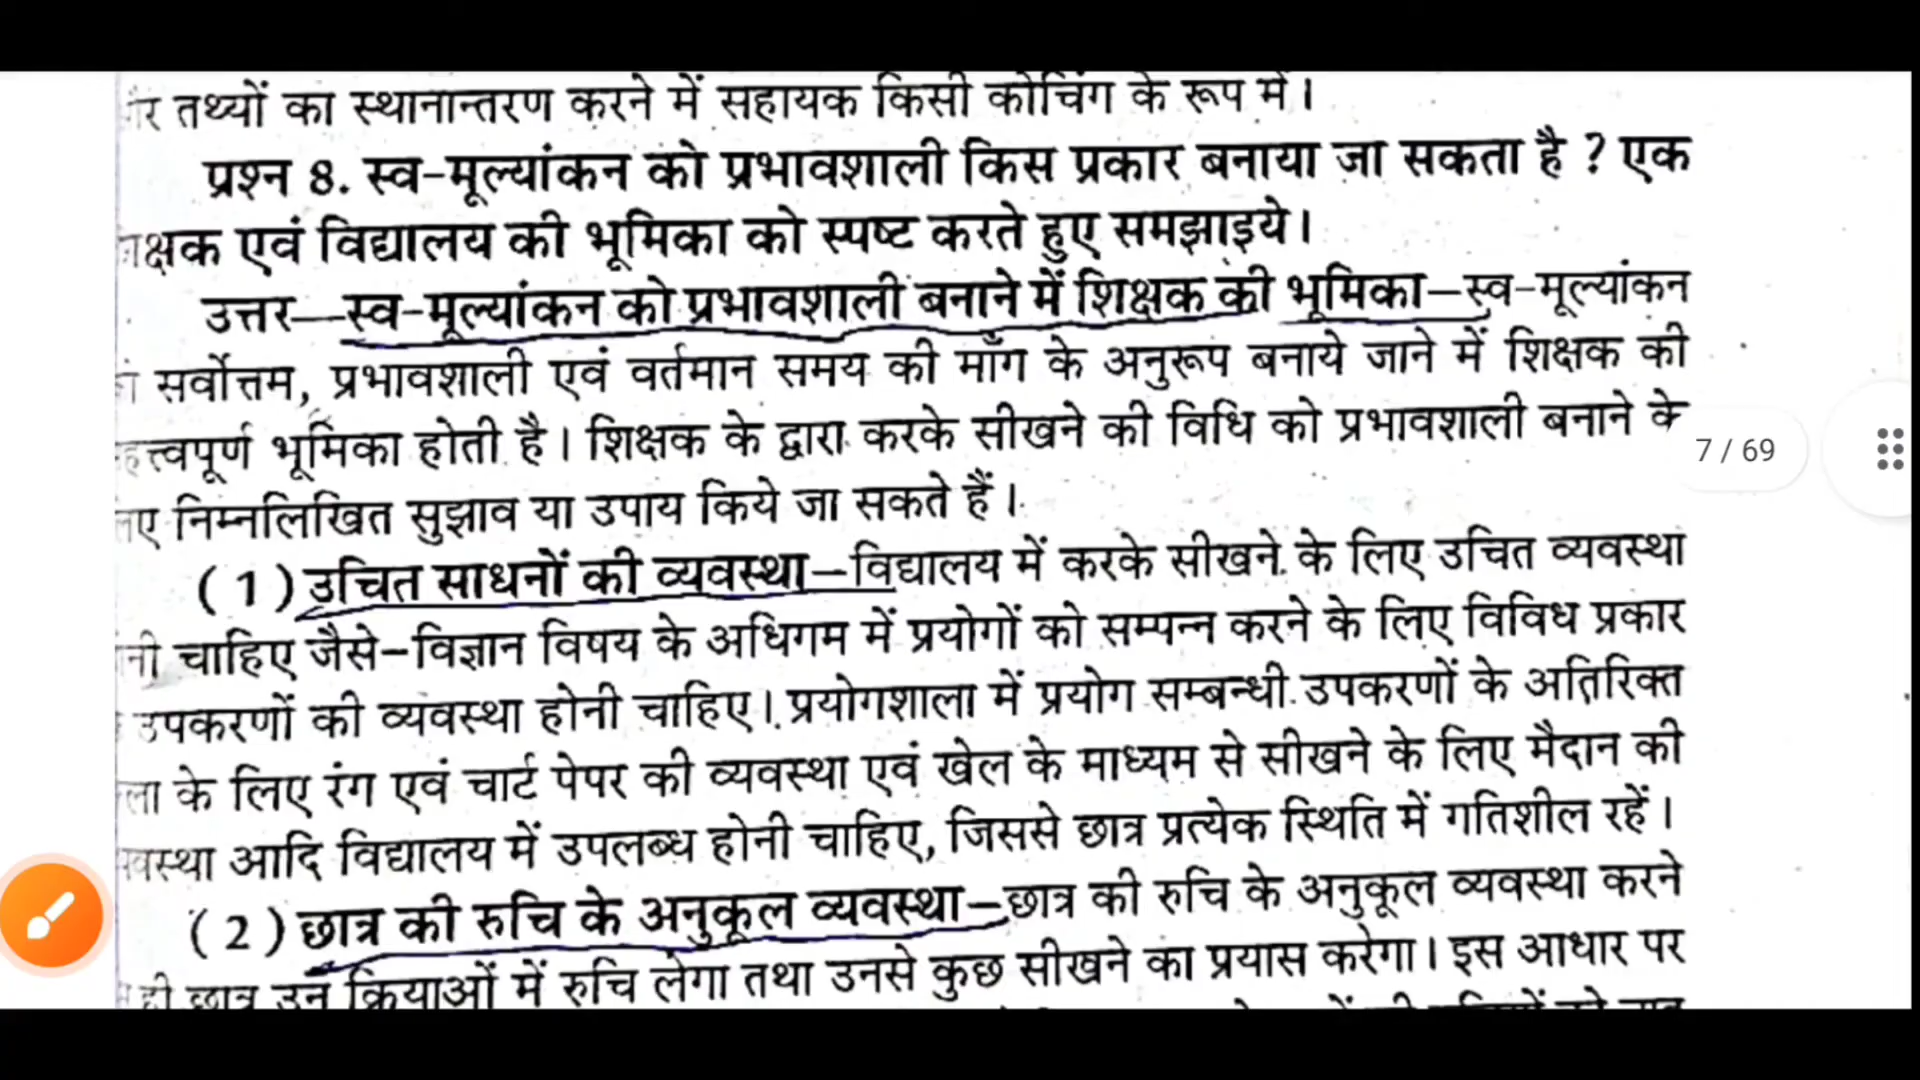 तथ्यों का स्थानान्तरण करने में सहायक किसी कोचिंग के रूप में।
प्रश्न 8. स्व-मूल्यांकन को प्रभावशाली किस प्रकार बनाया जा सकता है ? एक
क्षक एवं विद्यालय की भूमिका को स्पष्ट करते हुए समझाइये।
उत्तर—स्व-मूल्यांकन को प्रभावशाली बनाने में शिक्षक की भूमिका—स्व-मूल्यांकन
सर्वोत्तम, प्रभावशाली एवं वर्तमान समय की माँग के अनुरूप बनाये जाने में शिक्षक की
हत्त्वपूर्ण भूमिका होती है। शिक्षक के द्वारा करके सीखने की विधि को प्रभावशाली बनाने के
7 / 69
ए निम्नलिखित सुझाव या उपाय किये जा सकते हैं।
(1) उचित साधनों की व्यवस्था—विद्यालय में करके सीखने के लिए उचित व्यवस्था
नी चाहिए जैसे–विज्ञान विषय के अधिगम में प्रयोगों को सम्पन्न करने के लिए विविध प्रकार
उपकरणों की व्यवस्था होनी चाहिए। प्रयोगशाला में प्रयोग सम्बन्धी उपकरणों के अतिरिक्त
ला के लिए रंग एवं चार्ट पेपर की व्यवस्था एवं खेल के माध्यम से सीखने के लिए मैदान की
वस्था आदि विद्यालय में उपलब्ध होनी चाहिए, जिससे छात्र प्रत्येक स्थिति में गतिशील रहें।
(2) छात्र की रुचि के अनुकूल व्यवस्था—छात्र की रुचि के अनुकूल व्यवस्था करने
ही छात्र उन क्रियाओं में रुचि लेगा तथा उनसे कुछ सीखने का प्रयास करेगा। इस आधार पर